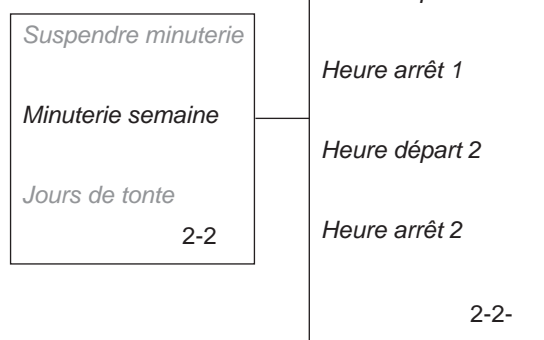 Suspendre minuterie
Minuterie semaine
Jours de tonte
2-2
Heure arrêt 1
Heure départ 2
Heure arrêt 2
2-2-